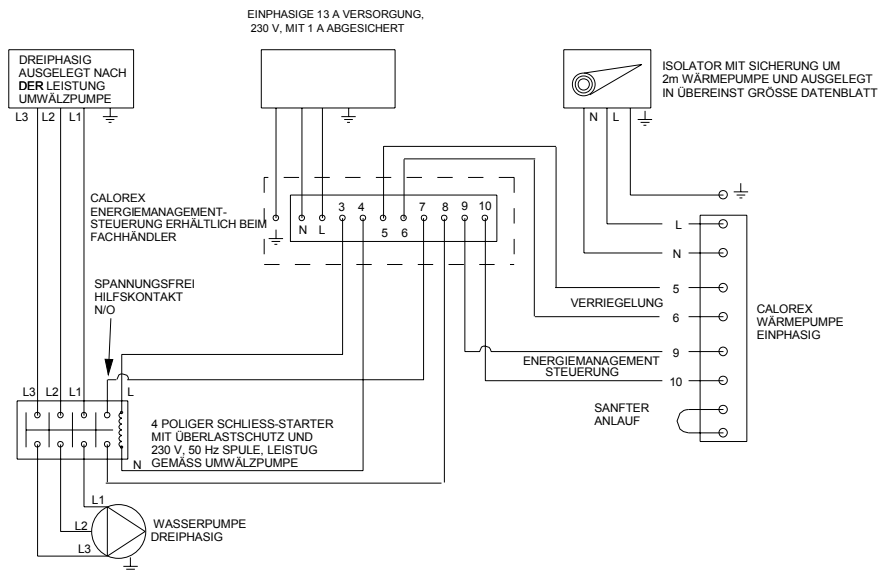 EINPHASIGE 13 A VERSORGUNG,
230 V, MIT 1 A ABGESICHERT
DREIPHASIG
AUSGELEGT NACH
DER LEISTUNG
UMWÄLZPUMPE
L3 L2 L1
ISOLATOR MIT SICHERUNG UM
2m WÄRMEPUMPE UND AUSGELEGT
IN ÜBEREINST GRÖSSE DATENBLATT
N L
CALOREX
ENERGIEMANAGEMENT-
STEUERUNG ERHÄLTLICH BEIM
FACHHÄNDLER
N L 3 4 5 6 7 8 9 10
L
N
5
VERRIEGELUNG
6
9
ENERGIEMANAGEMENT
STEUERUNG
10
SANFTER
ANLAUF
CALOREX
WÄRMEPUMPE
EINPHASIG
SPANNUNGSFREI
HILFSKONTAKT
N/O
L3 L2 L1 L
4 POLIGER SCHLIESS-STARTER
MIT ÜBERLASTSCHUTZ UND
230 V, 50 Hz SPULE, LEISTUG
GEMÄSS UMWÄLZPUMPE
N
L1
L2
L3
WASSERPUMPE
DREIPHASIG